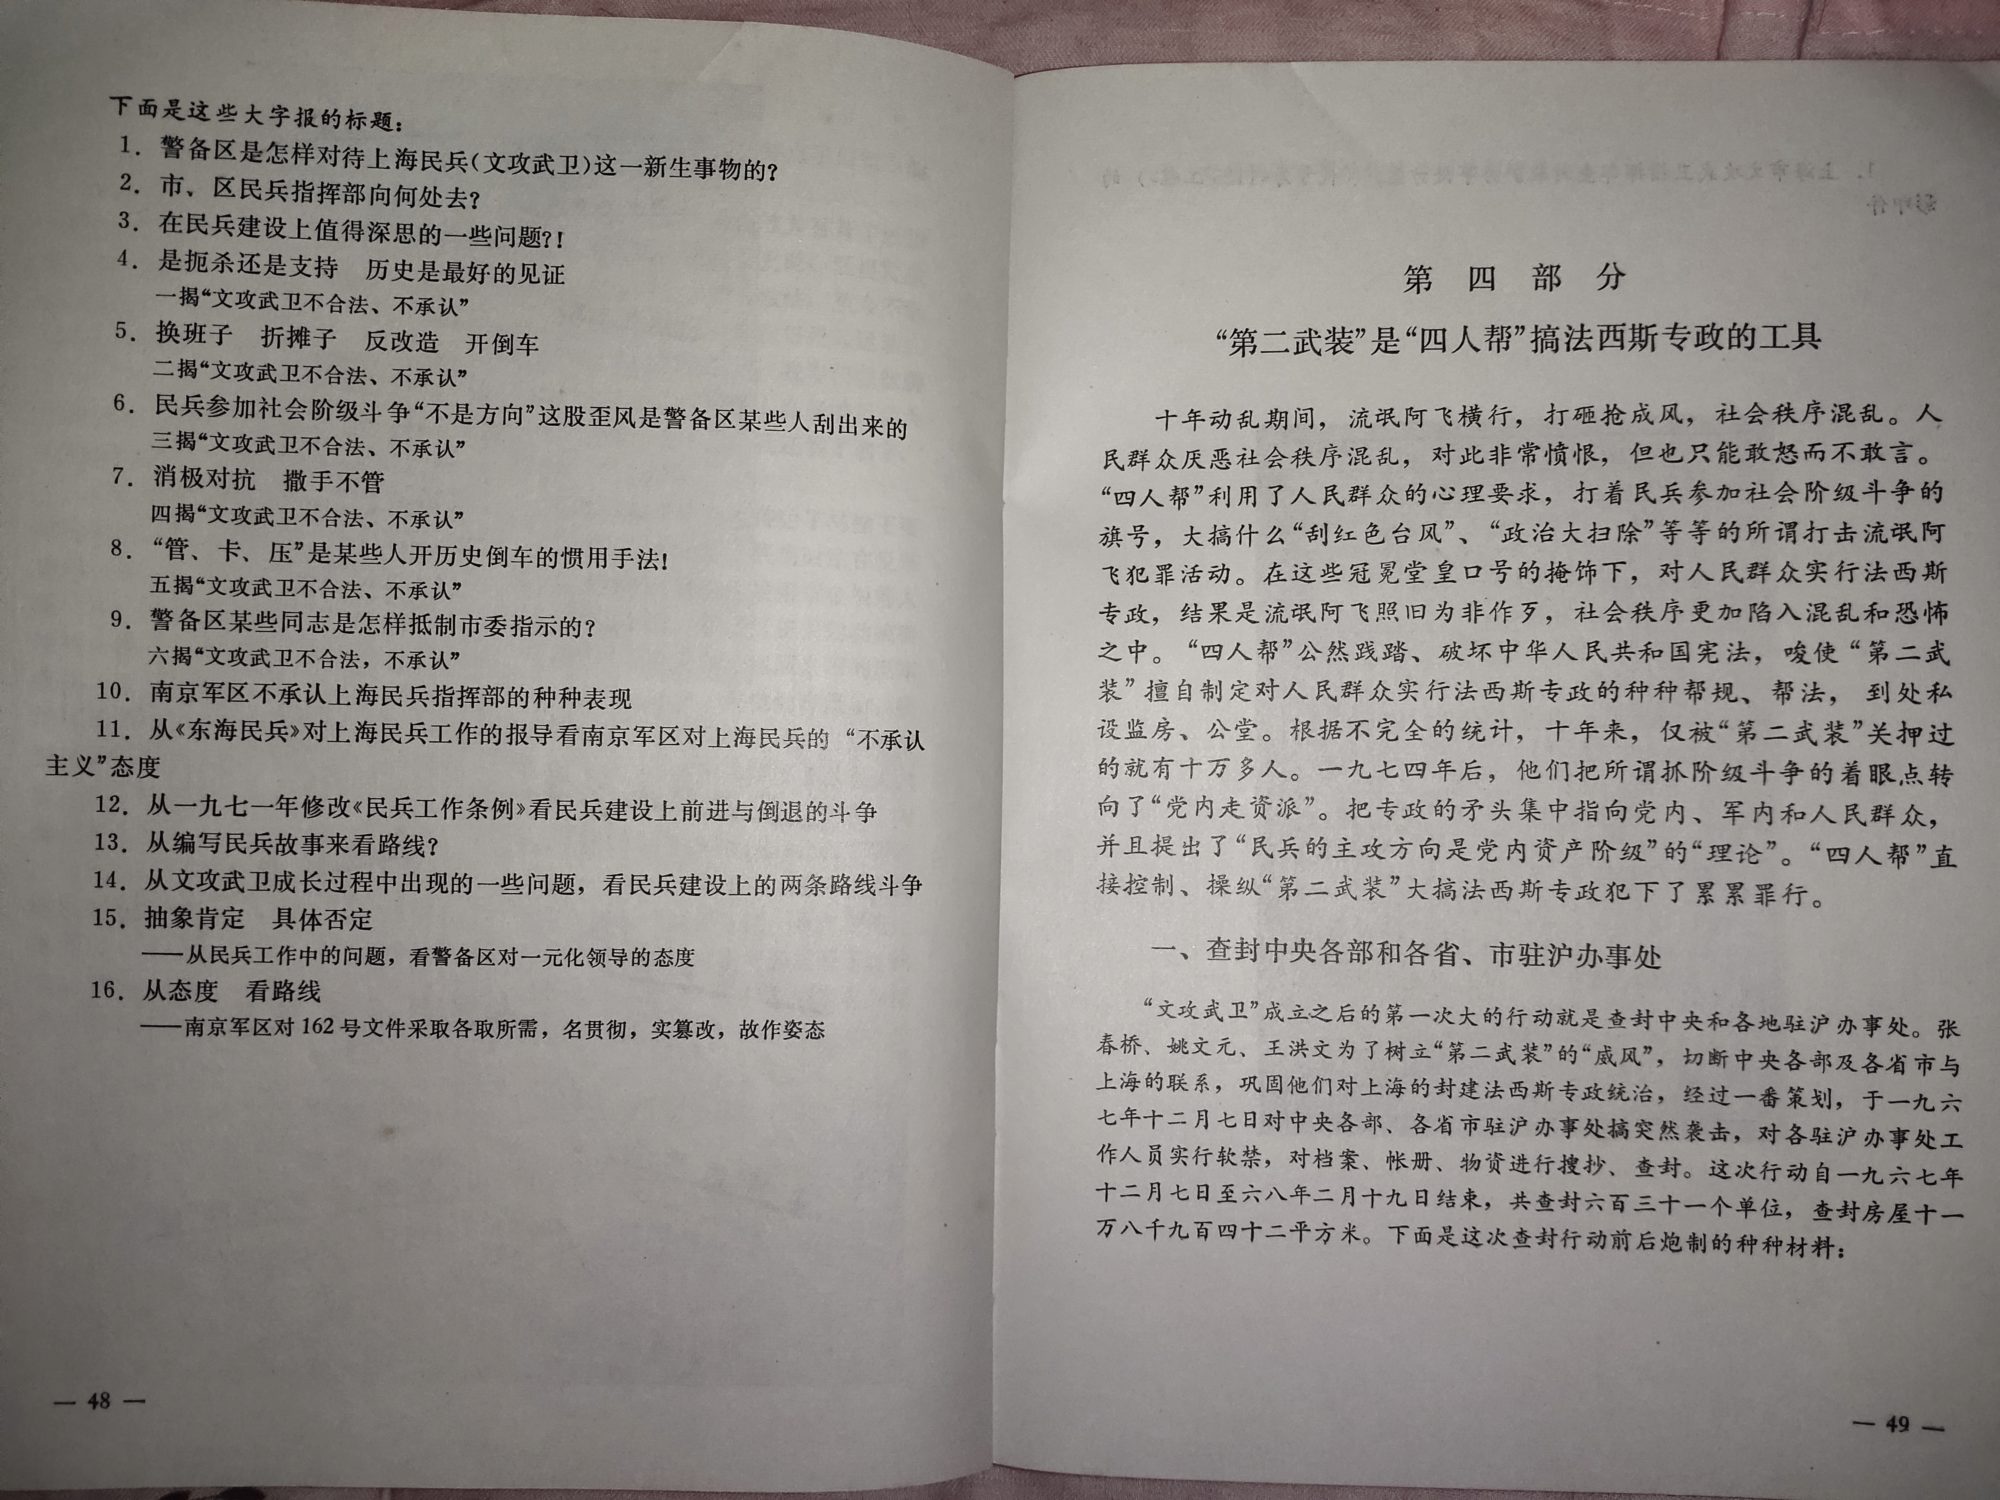 下面是这些大字报的标题：
1．警备区是怎样对待上海民兵（文攻武卫）这一新生事物的？
2．市、区民兵指挥部向何处去？
3．在民兵建设上值得深思的一些问题？！
4．是扼杀还是支持　历史是最好的见证
一揭“文攻武卫不合法、不承认”
5．换班子　折摊子　反改造　开倒车
二揭“文攻武卫不合法、不承认”
6．民兵参加社会阶级斗争“不是方向”这股歪风是警备区某些人刮出来的
三揭“文攻武卫不合法、不承认”
7．消极对抗　撒手不管
四揭“文攻武卫不合法、不承认”
8．“管、卡、压”是某些人开历史倒车的惯用手法！
五揭“文攻武卫不合法、不承认”
9．警备区某些同志是怎样抵制市委指示的？
六揭“文攻武卫不合法，不承认”
10．南京军区不承认上海民兵指挥部的种种表现
11．从《东海民兵》对上海民兵工作的报导看南京军区对上海民兵的“不承认
主义”态度
12．从一九七一年修改《民兵工作条例》看民兵建设上前进与倒退的斗争
13．从编写民兵故事来看路线？
14．从文攻武卫成长过程中出现的一些问题，看民兵建设上的两条路线斗争
15．抽象肯定　具体否定
——从民兵工作中的问题，看警备区对一元化领导的态度
16．从态度　看路线
——南京军区对162号文件采取各取所需，名贯彻，实篡改，故作姿态
— 48 —
第四部分
“第二武装”是“四人帮”搞法西斯专政的工具
十年动乱期间，流氓阿飞横行，打砸抢成风，社会秩序混乱。人
民群众厌恶社会秩序混乱，对此非常愤恨，但也只能敢怒而不敢言。
“四人帮”利用了人民群众的心理要求，打着民兵参加社会阶级斗争的
旗号，大搞什么“刮红色台风”、“政治大扫除”等等的所谓打击流氓阿
飞犯罪活动。在这些冠冕堂皇口号的掩饰下，对人民群众实行法西斯
专政，结果是流氓阿飞照旧为非作歹，社会秩序更加陷入混乱和恐怖
之中。“四人帮”公然践踏、破坏中华人民共和国宪法，唆使“第二武
装”擅自制定对人民群众实行法西斯专政的种种帮规、帮法，到处私
设监房、公堂。根据不完全的统计，十年来，仅被“第二武装”关押过
的就有十万多人。一九七四年后，他们把所谓抓阶级斗争的着眼点转
向了“党内走资派”。把专政的矛头集中指向党内、军内和人民群众，
并且提出了“民兵的主攻方向是党内资产阶级”的“理论”。“四人帮”直
接控制、操纵“第二武装”大搞法西斯专政犯下了累累罪行。
一、查封中央各部和各省、市驻沪办事处
“文攻武卫”成立之后的第一次大的行动就是查封中央和各地驻沪办事处。张
春桥、姚文元、王洪文为了树立“第二武装”的“威风”，切断中央各部及各省市与
上海的联系，巩固他们对上海的封建法西斯专政统治，经过一番策划，于一九六
七年十二月七日对中央各部、各省市驻沪办事处搞突然袭击，对各驻沪办事处工
作人员实行软禁，对档案、帐册、物资进行搜抄、查封。这次行动自一九六七年
十二月七日至六八年二月十九日结束，共查封六百三十一个单位，查封房屋十一
万八千九百四十二平方米。下面是这次查封行动前后炮制的种种材料：
— 49 —